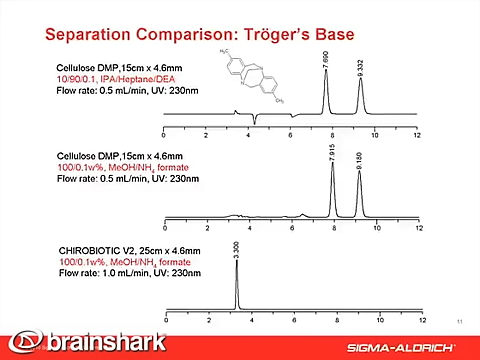 Separation Comparison: Tröger's Base
Cellulose DMP,15cm x 4.6mm
10/90/0.1, IPA/Heptane/DEA
Flow rate: 0.5 mL/min, UV: 230nm
CH₃
N
N
CH₃
7.690
9.332
0 2 4 6 8 10 12
Cellulose DMP,15cm x 4.6mm
100/0.1w%, MeOH/NH₄ formate
Flow rate: 0.5 mL/min, UV: 230nm
7.915
9.180
0 2 4 6 8 10 12
CHIROBIOTIC V2, 25cm x 4.6mm
100/0.1w%, MeOH/NH₄ formate
Flow rate: 1.0 mL/min, UV: 230nm
3.300
0 2 4 6 8 10 12
11
brainshark
SIGMA-ALDRICH